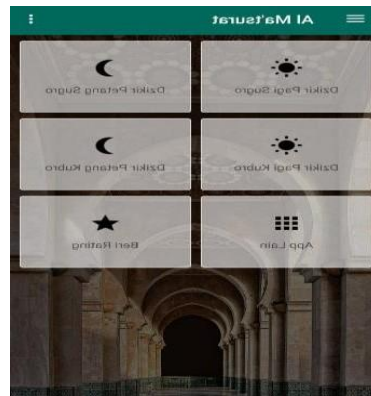 Al Ma'tsurat
Dzikir Pagi Sugro
Dzikir Petang Sugro
Dzikir Pagi Kubro
Dzikir Petang Kubro
App Lain
Beri Rating